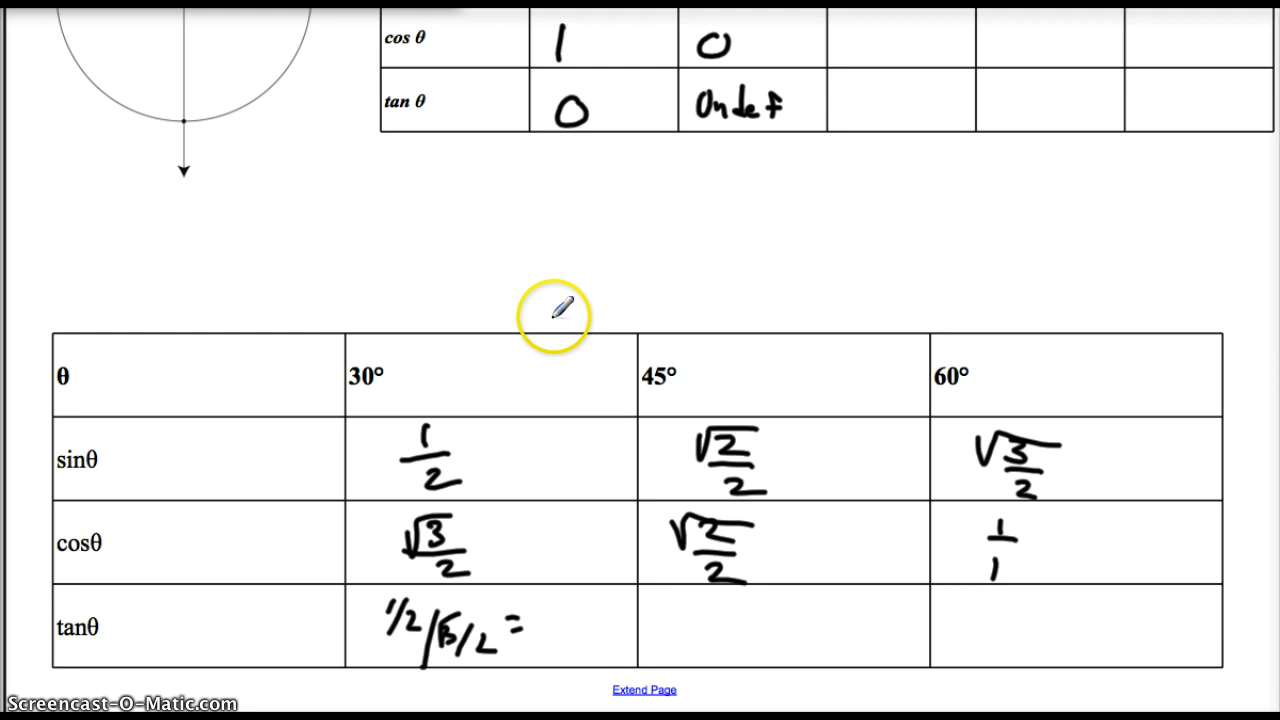 cos θ 1 0
tan θ 0 Undef
θ 30° 45° 60°
sinθ 1/2 √2/2 √3/2
cosθ √3/2 √2/2 1/1
tanθ 1/2/√3/2 =
Extend Page
Screencast-O-Matic.com